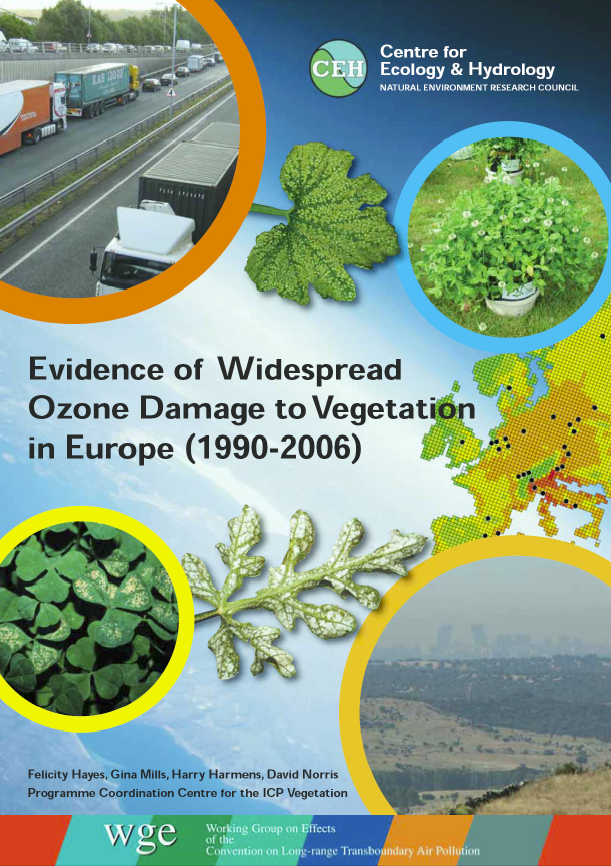 CEH
Centre for
Ecology & Hydrology
NATURAL ENVIRONMENT RESEARCH COUNCIL
Evidence of Widespread
Ozone Damage to Vegetation
in Europe (1990-2006)
Felicity Hayes, Gina Mills, Harry Harmens, David Norris
Programme Coordination Centre for the ICP Vegetation
wge
Working Group on Effects
of the
Convention on Long-range Transboundary Air Pollution